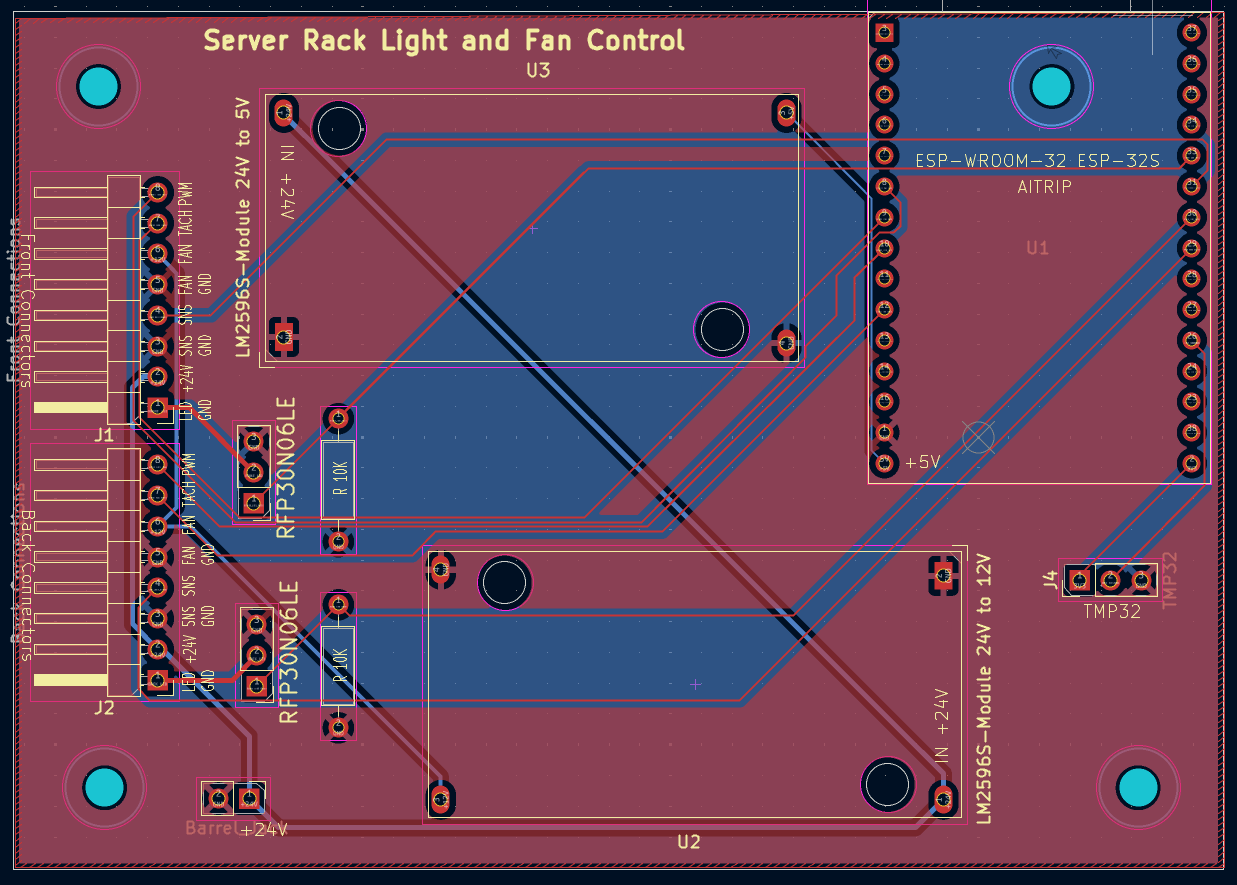 Server Rack Light and Fan Control
U3
LM2596S-Module 24V to 5V
IN +24V
ESP-WROOM-32 ESP-32S
AITRIP
U1
+5V
Front Connections
Front Connectors
PWM
TACH
FAN
FAN GND
SNS
SNS GND
+24V
LED GND
J1
RFP30N06LE
R 10K
Back Connectors
PWM
TACH
FAN
FAN GND
SNS
SNS GND
+24V
LED GND
J2
RFP30N06LE
R 10K
J4
TMP32
TMP32
IN +24V
LM2596S-Module 24V to 12V
U2
Barrel
+24V